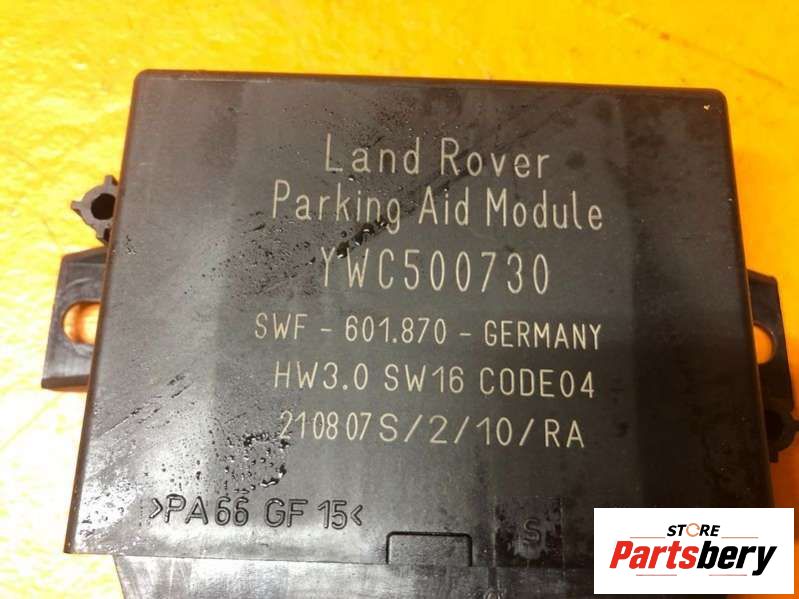 Land Rover
Parking Aid Module
YWC500730
SWF - 601.870 - GERMANY
HW3.0 SW16 CODE04
210807S/2/10/RA
>PA66 GF 15<
S
STORE
Partsbery